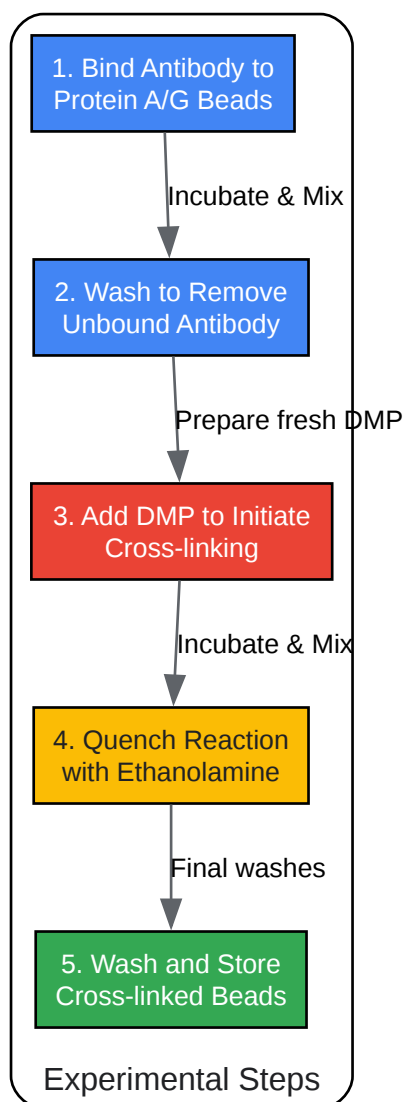 1. Bind Antibody to
Protein A/G Beads
Incubate & Mix
2. Wash to Remove
Unbound Antibody
Prepare fresh DMP
3. Add DMP to Initiate
Cross-linking
Incubate & Mix
4. Quench Reaction
with Ethanolamine
Final washes
5. Wash and Store
Cross-linked Beads
Experimental Steps